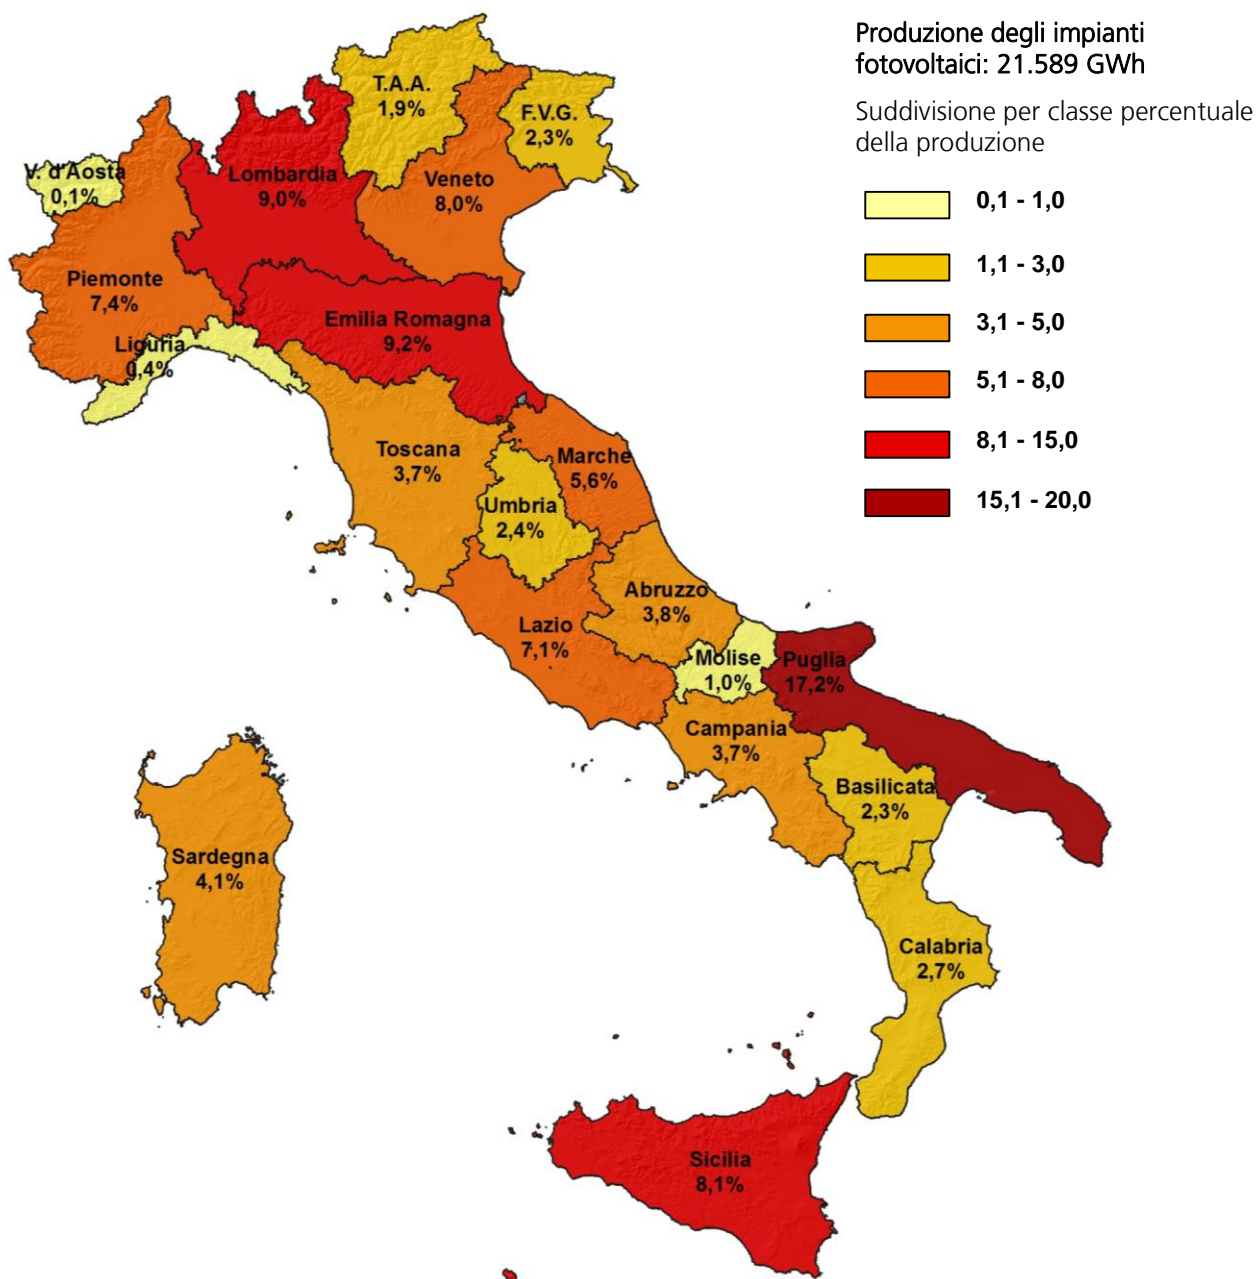 Produzione degli impianti
fotovoltaici: 21.589 GWh
Suddivisione per classe percentuale
della produzione
0,1 - 1,0
1,1 - 3,0
3,1 - 5,0
5,1 - 8,0
8,1 - 15,0
15,1 - 20,0
T.A.A.
1,9%
F.V.G.
2,3%
V. d'Aosta
0,1%
Lombardia
9,0%
Veneto
8,0%
Piemonte
7,4%
Emilia Romagna
9,2%
Liguria
0,4%
Toscana
3,7%
Marche
5,6%
Umbria
2,4%
Abruzzo
3,8%
Lazio
7,1%
Molise
1,0%
Puglia
17,2%
Campania
3,7%
Basilicata
2,3%
Sardegna
4,1%
Calabria
2,7%
Sicilia
8,1%